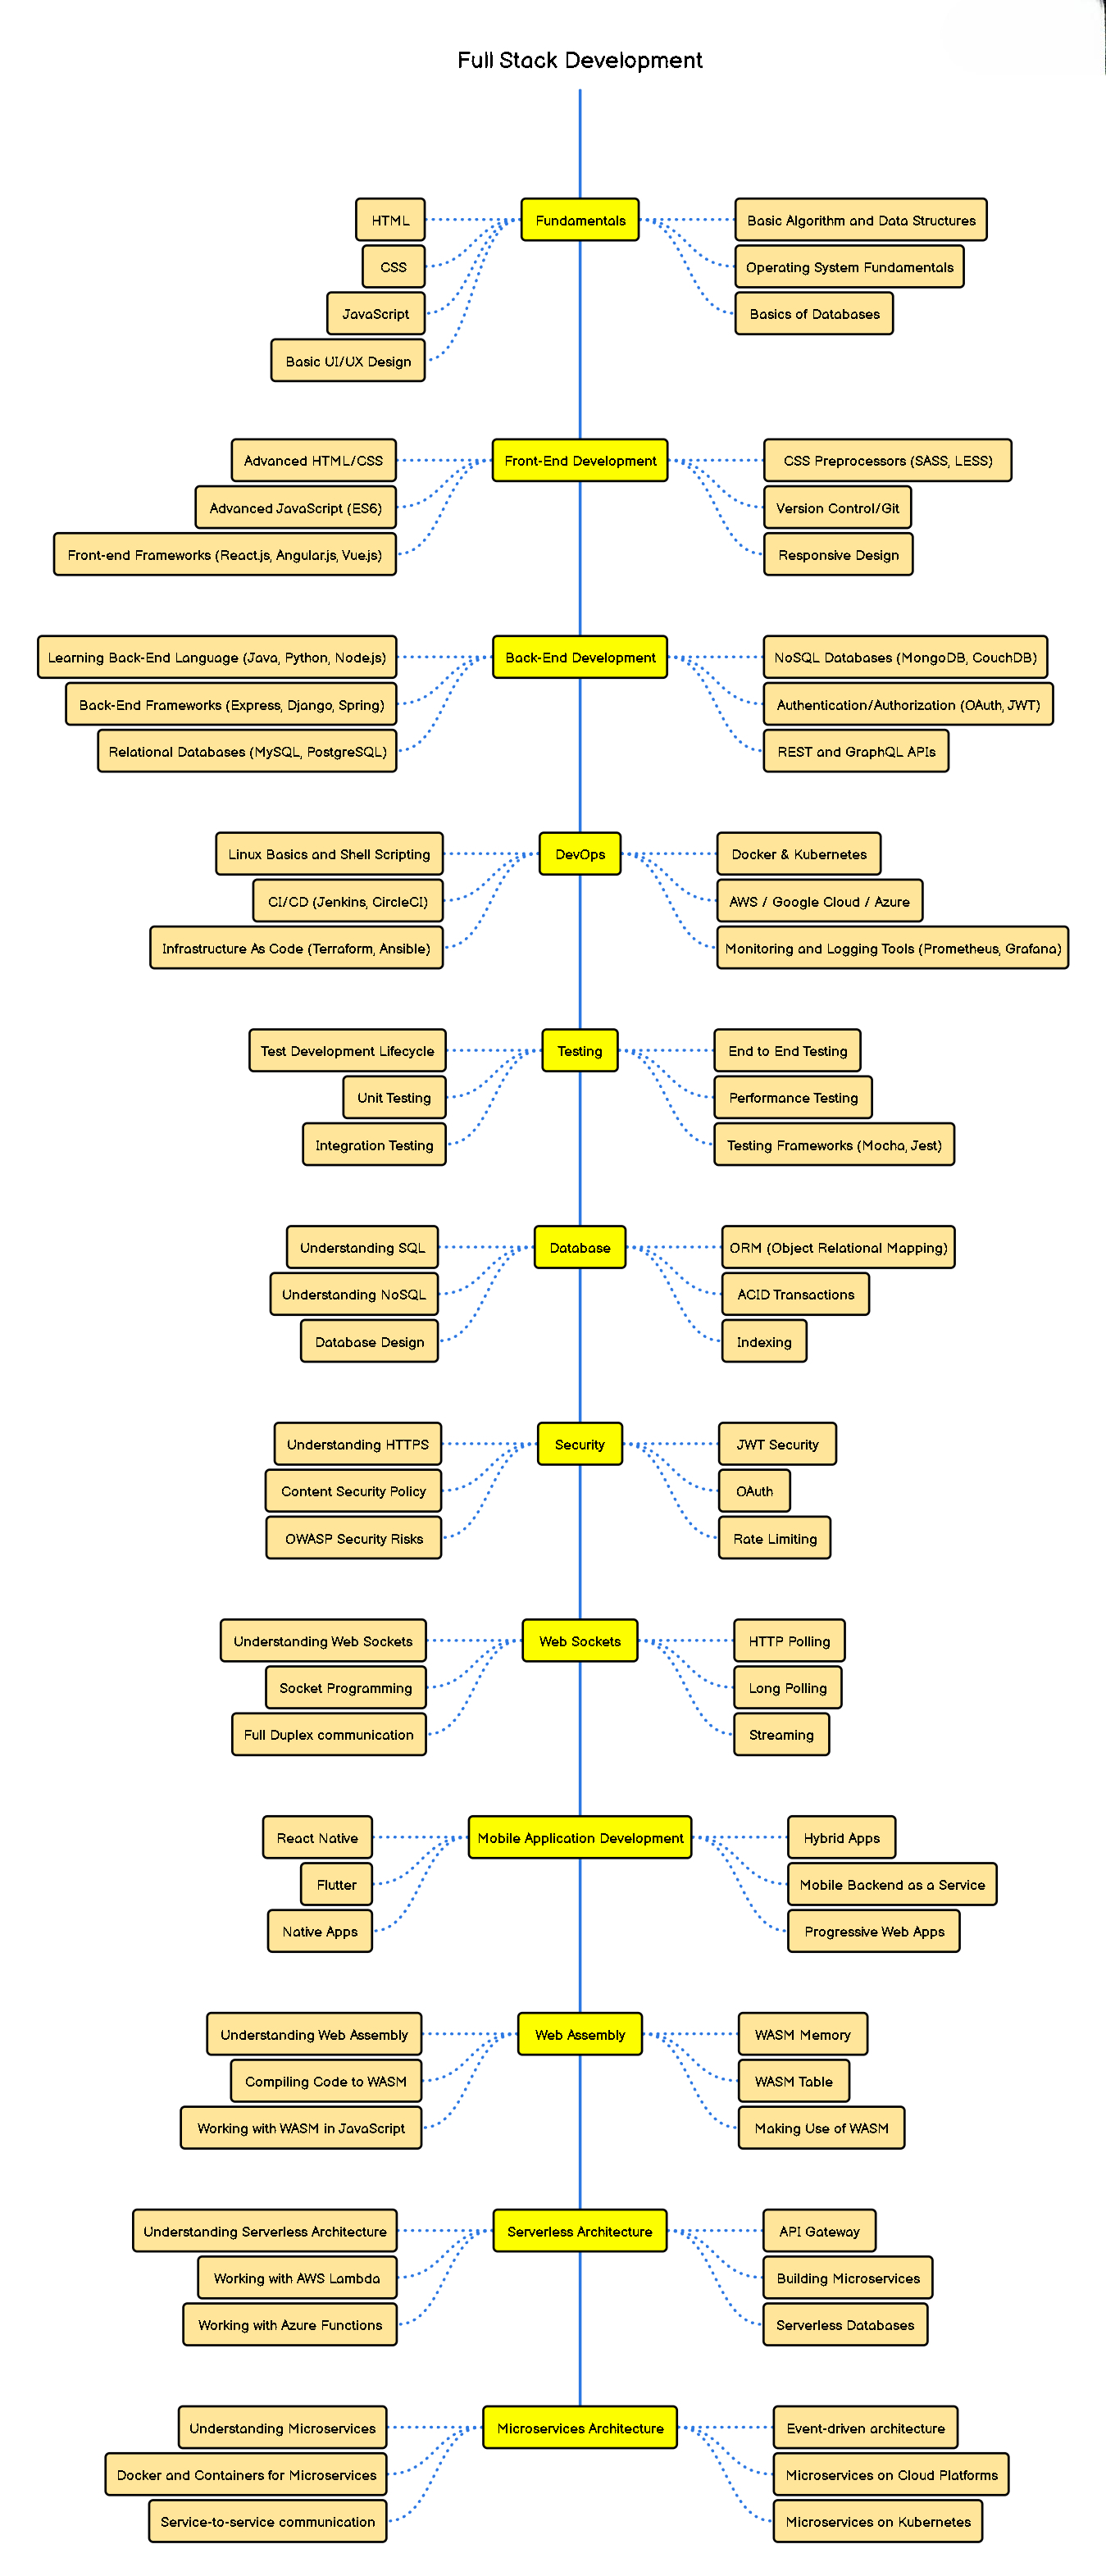 Full Stack Development
Fundamentals
HTML
CSS
JavaScript
Basic UI/UX Design
Basic Algorithm and Data Structures
Operating System Fundamentals
Basics of Databases
Front-End Development
Advanced HTML/CSS
Advanced JavaScript (ES6)
Front-end Frameworks (React.js, Angular.js, Vue.js)
CSS Preprocessors (SASS, LESS)
Version Control/Git
Responsive Design
Back-End Development
Learning Back-End Language (Java, Python, Node.js)
Back-End Frameworks (Express, Django, Spring)
Relational Databases (MySQL, PostgreSQL)
NoSQL Databases (MongoDB, CouchDB)
Authentication/Authorization (OAuth, JWT)
REST and GraphQL APIs
DevOps
Linux Basics and Shell Scripting
CI/CD (Jenkins, CircleCI)
Infrastructure As Code (Terraform, Ansible)
Docker & Kubernetes
AWS / Google Cloud / Azure
Monitoring and Logging Tools (Prometheus, Grafana)
Testing
Test Development Lifecycle
Unit Testing
Integration Testing
End to End Testing
Performance Testing
Testing Frameworks (Mocha, Jest)
Database
Understanding SQL
Understanding NoSQL
Database Design
ORM (Object Relational Mapping)
ACID Transactions
Indexing
Security
Understanding HTTPS
Content Security Policy
OWASP Security Risks
JWT Security
OAuth
Rate Limiting
Web Sockets
Understanding Web Sockets
Socket Programming
Full Duplex communication
HTTP Polling
Long Polling
Streaming
Mobile Application Development
React Native
Flutter
Native Apps
Hybrid Apps
Mobile Backend as a Service
Progressive Web Apps
Web Assembly
Understanding Web Assembly
Compiling Code to WASM
Working with WASM in JavaScript
WASM Memory
WASM Table
Making Use of WASM
Serverless Architecture
Understanding Serverless Architecture
Working with AWS Lambda
Working with Azure Functions
API Gateway
Building Microservices
Serverless Databases
Microservices Architecture
Understanding Microservices
Docker and Containers for Microservices
Service-to-service communication
Event-driven architecture
Microservices on Cloud Platforms
Microservices on Kubernetes